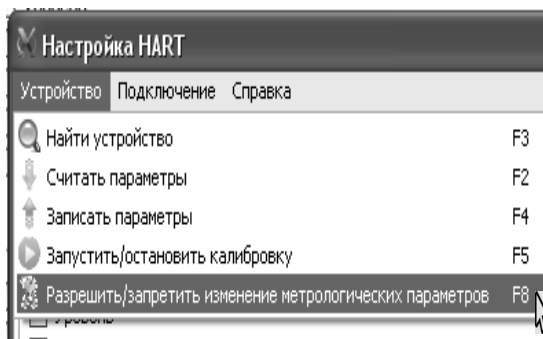 Настройка HART
Устройство Подключение Справка
Найти устройство F3
Считать параметры F2
Записать параметры F4
Запустить/остановить калибровку F5
Разрешить/запретить изменение метрологических параметров F8